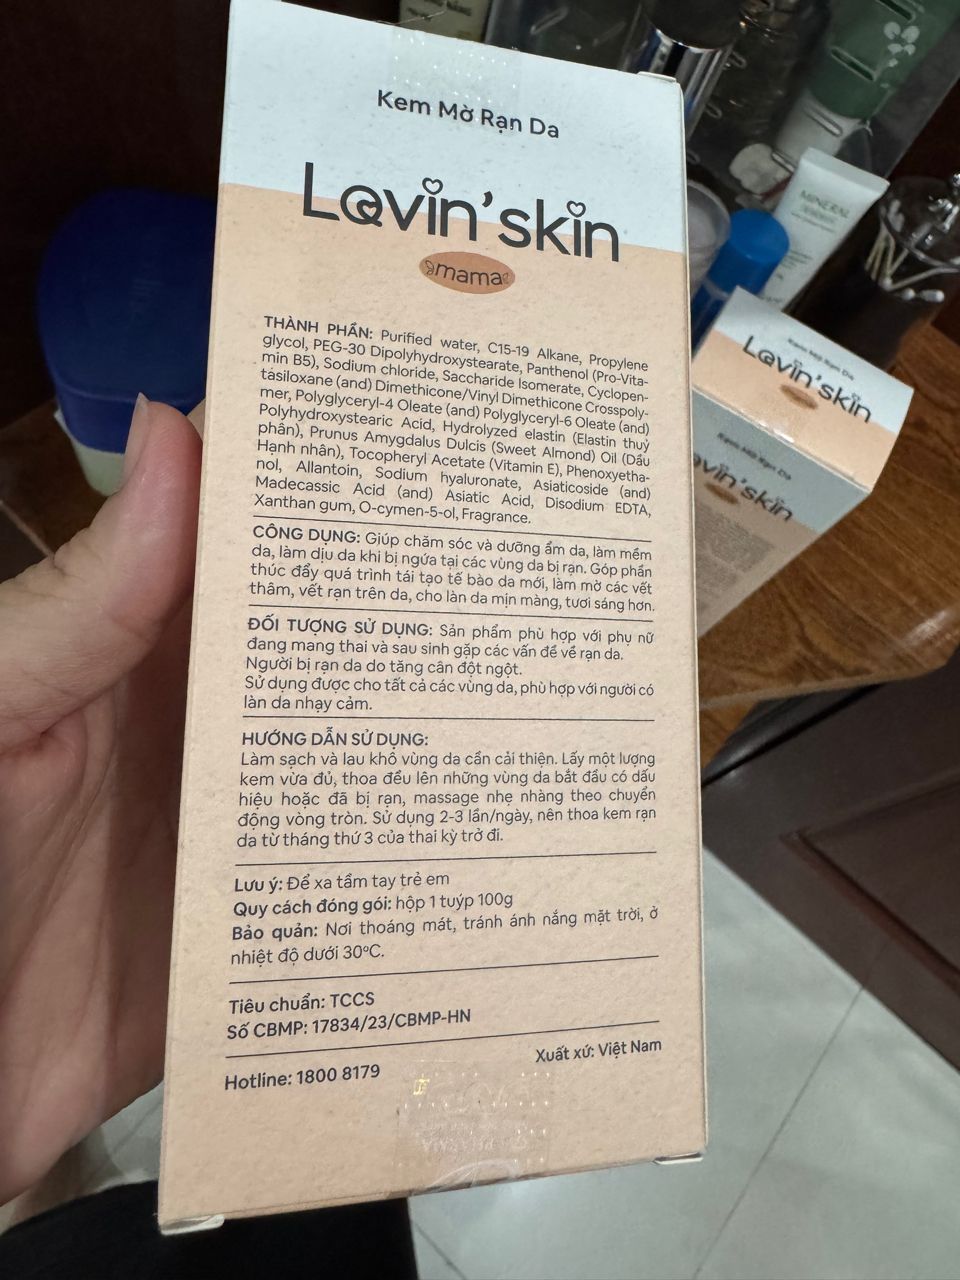 Kem Mờ Rạn Da
Lovin'skin
mama
THÀNH PHẦN: Purified water, C15-19 Alkane, Propylene
glycol, PEG-30 Dipolyhydroxystearate, Panthenol (Pro-Vita-
min B5), Sodium chloride, Saccharide Isomerate, Cyclopen-
tasiloxane (and) Dimethicone/Vinyl Dimethicone Crosspoly-
mer, Polyglyceryl-4 Oleate (and) Polyglyceryl-6 Oleate (and)
Polyhydroxystearic Acid, Hydrolyzed elastin (Elastin thuỷ
phân), Prunus Amygdalus Dulcis (Sweet Almond) Oil (Dầu
Hạnh nhân), Tocopheryl Acetate (Vitamin E), Phenoxyetha-
nol, Allantoin, Sodium hyaluronate, Asiaticoside (and)
Madecassic Acid (and) Asiatic Acid, Disodium EDTA,
Xanthan gum, O-cymen-5-ol, Fragrance.
CÔNG DỤNG: Giúp chăm sóc và dưỡng ẩm da, làm mềm
da, làm dịu da khi bị ngứa tại các vùng da bị rạn. Góp phần
thúc đẩy quá trình tái tạo tế bào da mới, làm mờ các vết
thâm, vết rạn trên da, cho làn da mịn màng, tươi sáng hơn.
ĐỐI TƯỢNG SỬ DỤNG: Sản phẩm phù hợp với phụ nữ
đang mang thai và sau sinh gặp các vấn đề về rạn da.
Người bị rạn da do tăng cân đột ngột.
Sử dụng được cho tất cả các vùng da, phù hợp với người có
làn da nhạy cảm.
HƯỚNG DẪN SỬ DỤNG:
Làm sạch và lau khô vùng da cần cải thiện. Lấy một lượng
kem vừa đủ, thoa đều lên những vùng da bắt đầu có dấu
hiệu hoặc đã bị rạn, massage nhẹ nhàng theo chuyển
động vòng tròn. Sử dụng 2-3 lần/ngày, nên thoa kem rạn
da từ tháng thứ 3 của thai kỳ trở đi.
Lưu ý: Để xa tầm tay trẻ em
Quy cách đóng gói: hộp 1 tuýp 100g
Bảo quản: Nơi thoáng mát, tránh ánh nắng mặt trời, ở
nhiệt độ dưới 30°C.
Tiêu chuẩn: TCCS
Số CBMP: 17834/23/CBMP-HN
Xuất xứ: Việt Nam
Hotline: 1800 8179
MINERAL
Kem Mờ Rạn Da
Lovin'skin
Kem Mờ Rạn Da